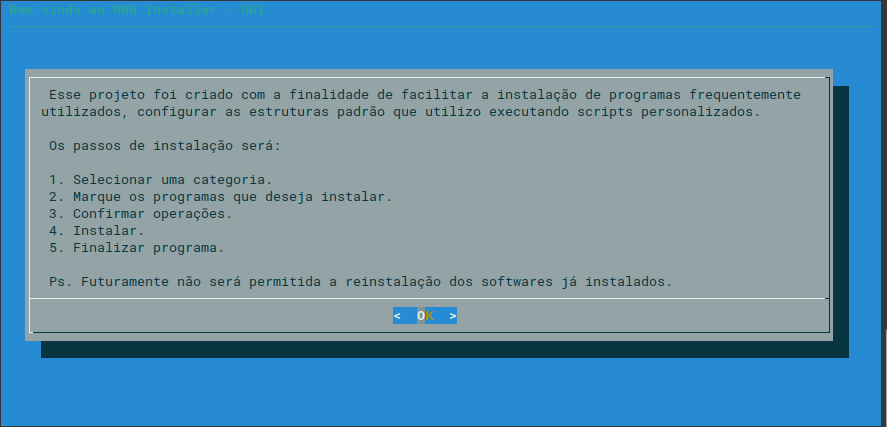 Bem vindo ao MNB Installer - GUI
Esse projeto foi criado com a finalidade de facilitar a instalação de programas frequentemente
utilizados, configurar as estruturas padrão que utilizo executando scripts personalizados.
Os passos de instalação será:
1. Selecionar uma categoria.
2. Marque os programas que deseja instalar.
3. Confirmar operações.
4. Instalar.
5. Finalizar programa.
Ps. Futuramente não será permitida a reinstalação dos softwares já instalados.
< OK >